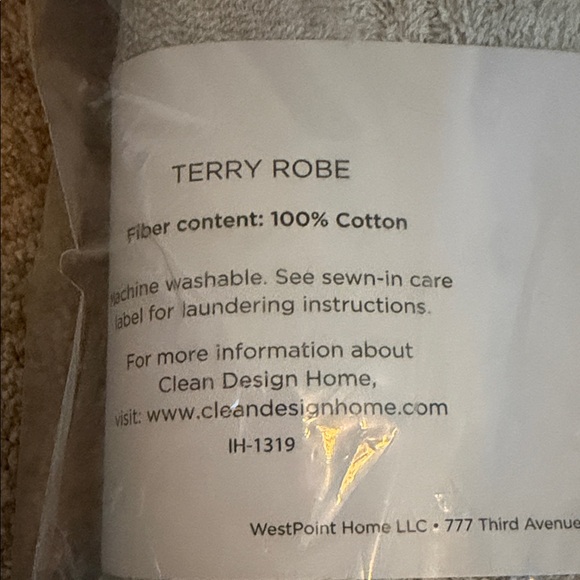 TERRY ROBE
Fiber content: 100% Cotton
Machine washable. See sewn-in care
label for laundering instructions.
For more information about
Clean Design Home,
visit: www.cleandesignhome.com
IH-1319
WestPoint Home LLC • 777 Third Avenue